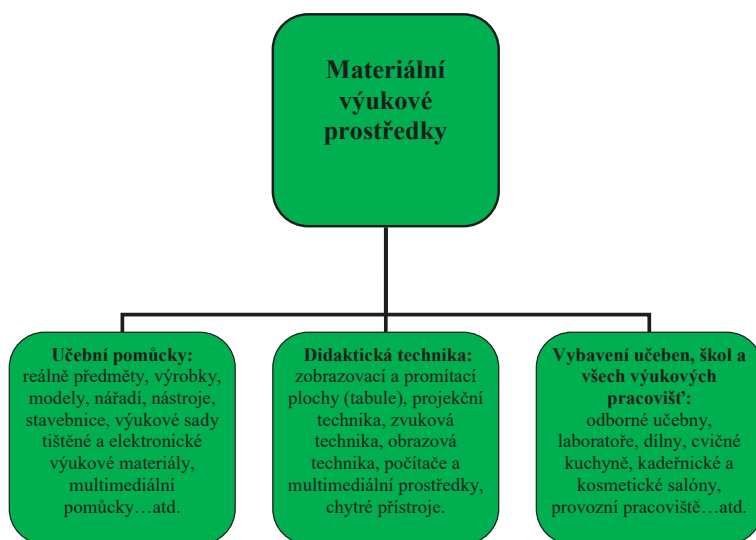 Materiální
výukové
prostředky
Učební pomůcky:
reálně předměty, výrobky,
modely, nářadí, nástroje,
stavebnice, výukové sady
tištěné a elektronické
výukové materiály,
multimediální
pomůcky…atd.
Didaktická technika:
zobrazovací a promítací
plochy (tabule), projekční
technika, zvuková
technika, obrazová
technika, počítače a
multimediální prostředky,
chytré přístroje.
Vybavení učeben, škol a
všech výukových
pracovišť:
odborné učebny,
laboratoře, dílny, cvičné
kuchyně, kadeřnické a
kosmetické salóny,
provozní pracoviště…atd.